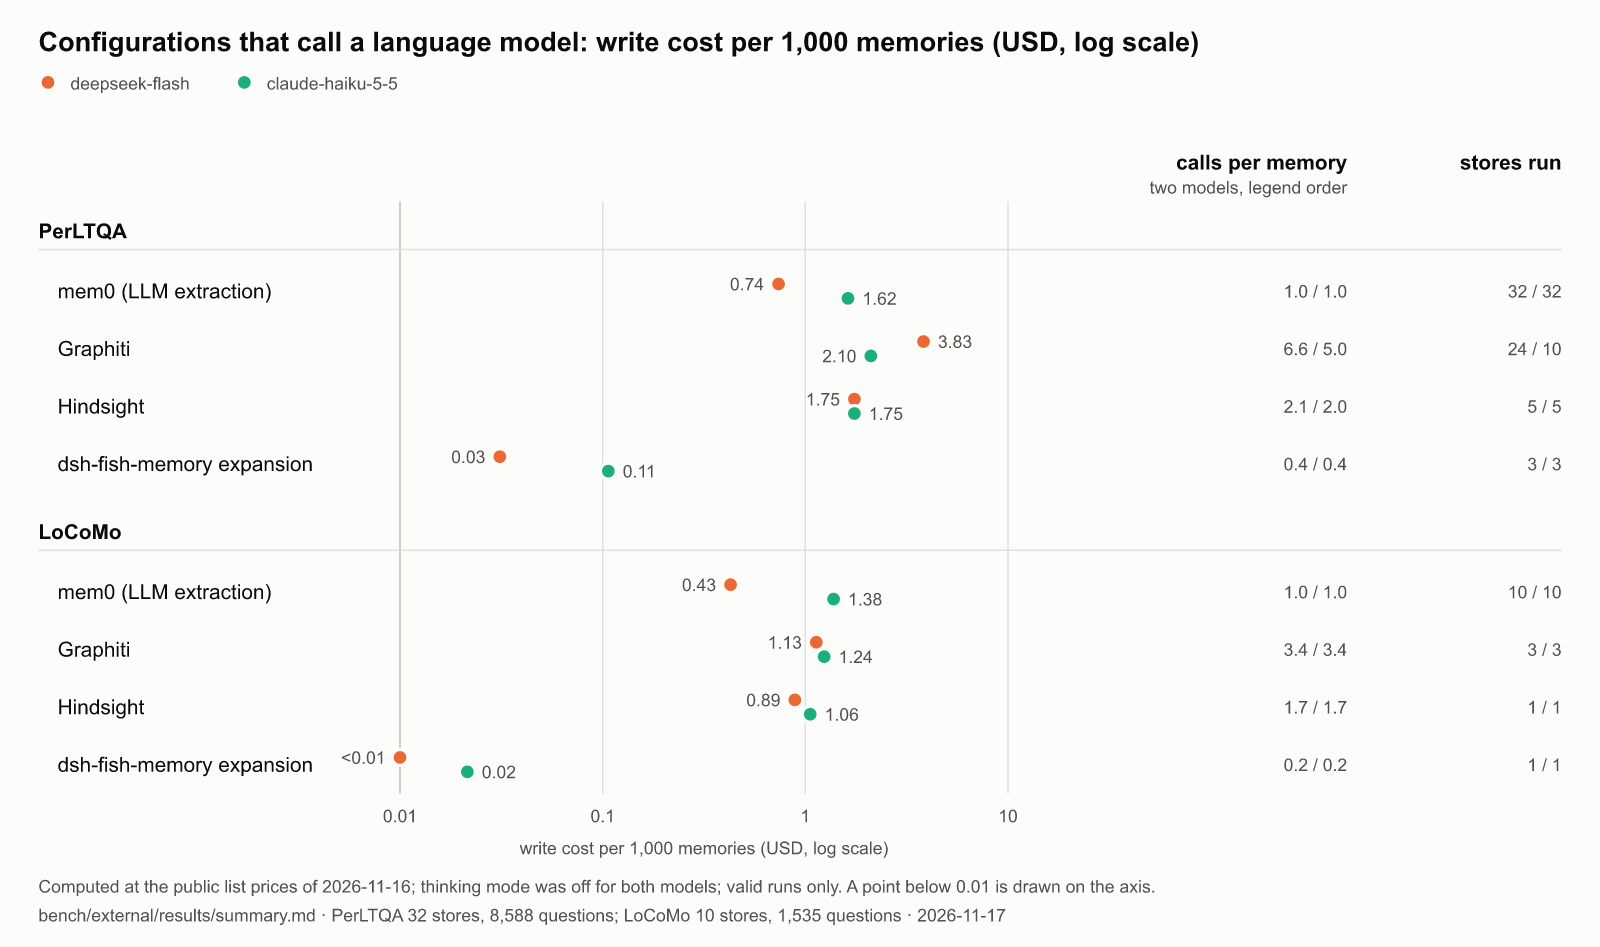 Configurations that call a language model: write cost per 1,000 memories (USD, log scale)
deepseek-flash claude-haiku-5-5
calls per memory stores run
two models, legend order
PerLTQA
mem0 (LLM extraction) 0.74 1.62 1.0 / 1.0 32 / 32
Graphiti 3.83 2.10 6.6 / 5.0 24 / 10
Hindsight 1.75 1.75 2.1 / 2.0 5 / 5
dsh-fish-memory expansion 0.03 0.11 0.4 / 0.4 3 / 3
LoCoMo
mem0 (LLM extraction) 0.43 1.38 1.0 / 1.0 10 / 10
Graphiti 1.13 1.24 3.4 / 3.4 3 / 3
Hindsight 0.89 1.06 1.7 / 1.7 1 / 1
dsh-fish-memory expansion <0.01 0.02 0.2 / 0.2 1 / 1
0.01 0.1 1 10
write cost per 1,000 memories (USD, log scale)
Computed at the public list prices of 2026-11-16; thinking mode was off for both models; valid runs only. A point below 0.01 is drawn on the axis.
bench/external/results/summary.md · PerLTQA 32 stores, 8,588 questions; LoCoMo 10 stores, 1,535 questions · 2026-11-17